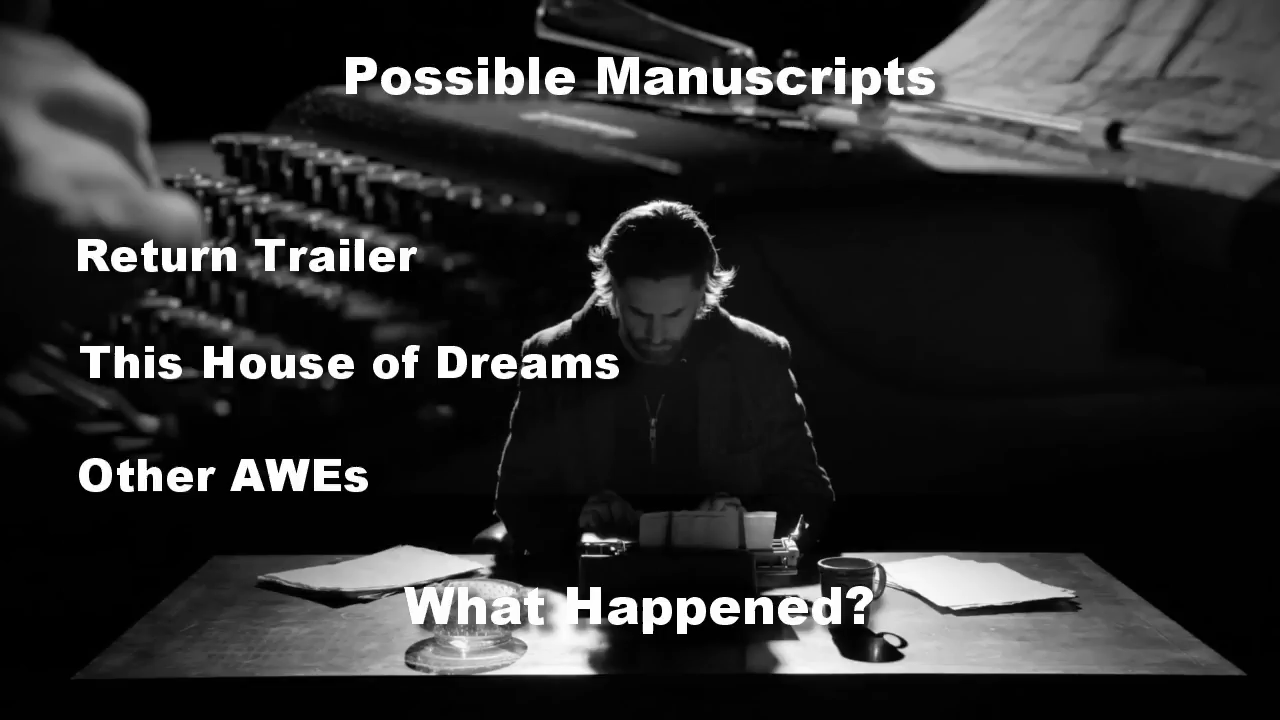 Possible Manuscripts
Return Trailer
This House of Dreams
Other AWEs
What Happened?